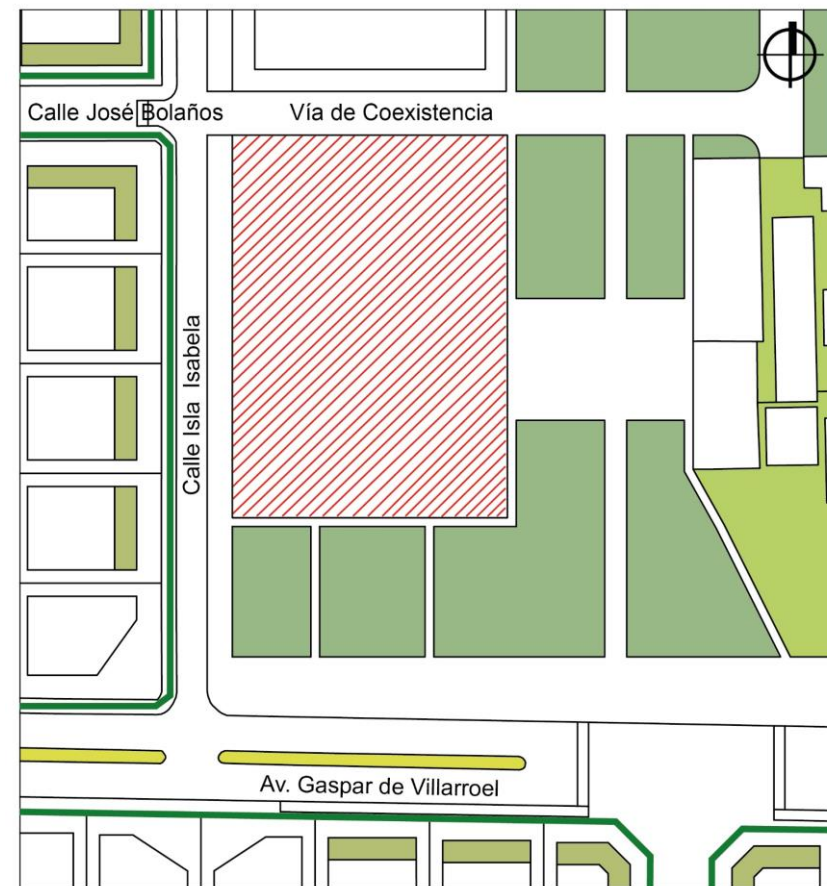 Calle José Bolaños
Vía de Coexistencia
Calle Isla Isabela
Av. Gaspar de Villarroel